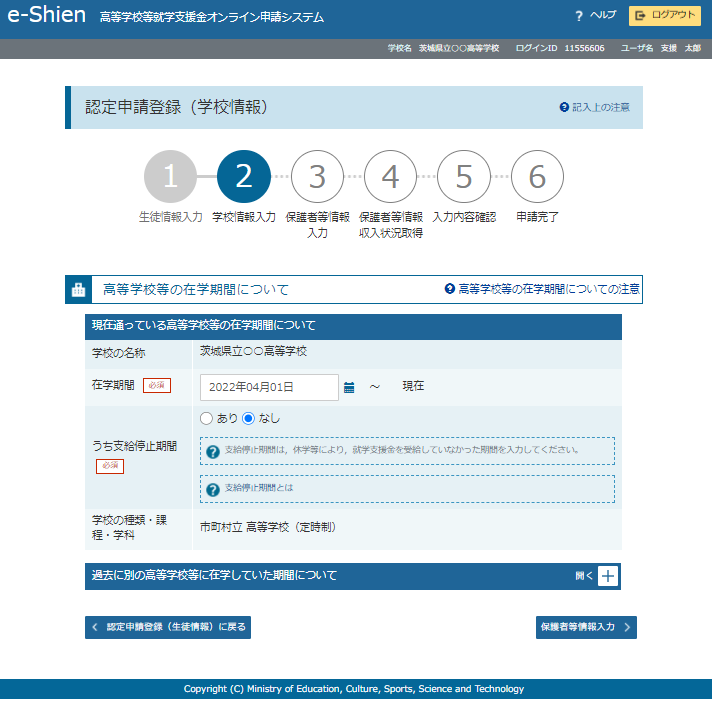 e-Shien 高等学校等就学支援金オンライン申請システム
? ヘルプ
ログアウト
学校名 茨城県立〇〇高等学校 ログインID 11556606 ユーザ名 支援 太郎
認定申請登録（学校情報）
? 記入上の注意
1 2 3 4 5 6
生徒情報入力 学校情報入力 保護者等情報 保護者等情報 入力内容確認 申請完了
入力 収入状況取得
高等学校等の在学期間について
? 高等学校等の在学期間についての注意
現在通っている高等学校等の在学期間について
学校の名称 茨城県立〇〇高等学校
在学期間 必須 2022年04月01日 ～ 現在
うち支給停止期間
必須
あり なし
? 支給停止期間は，休学等により，就学支援金を受給していなかった期間を入力してください。
? 支給停止期間とは
学校の種類・課
程・学科
市町村立 高等学校（定時制）
過去に別の高等学校等に在学していた期間について 開く
認定申請登録（生徒情報）に戻る
保護者等情報入力
Copyright (C) Ministry of Education, Culture, Sports, Science and Technology